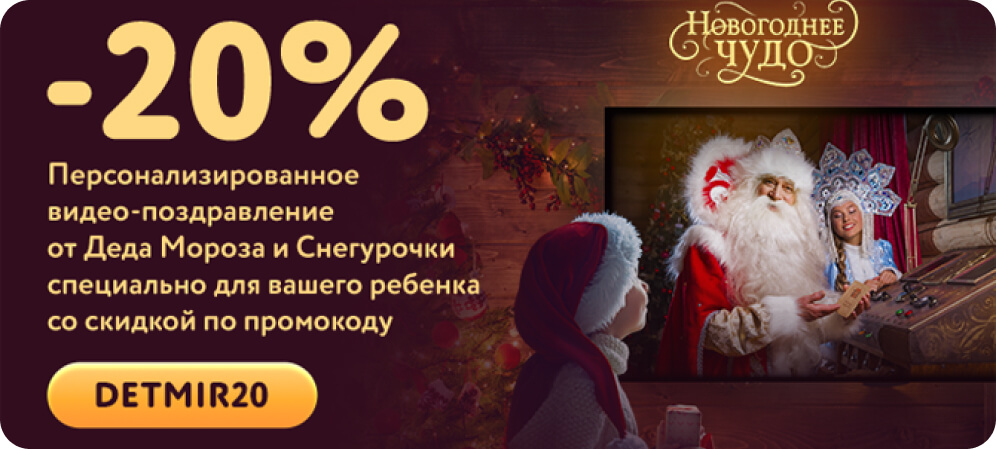 -20%
Персонализированное
видео-поздравление
от Деда Мороза и Снегурочки
специально для вашего ребенка
со скидкой по промокоду
DETMIR20
Новогоднее
чудо